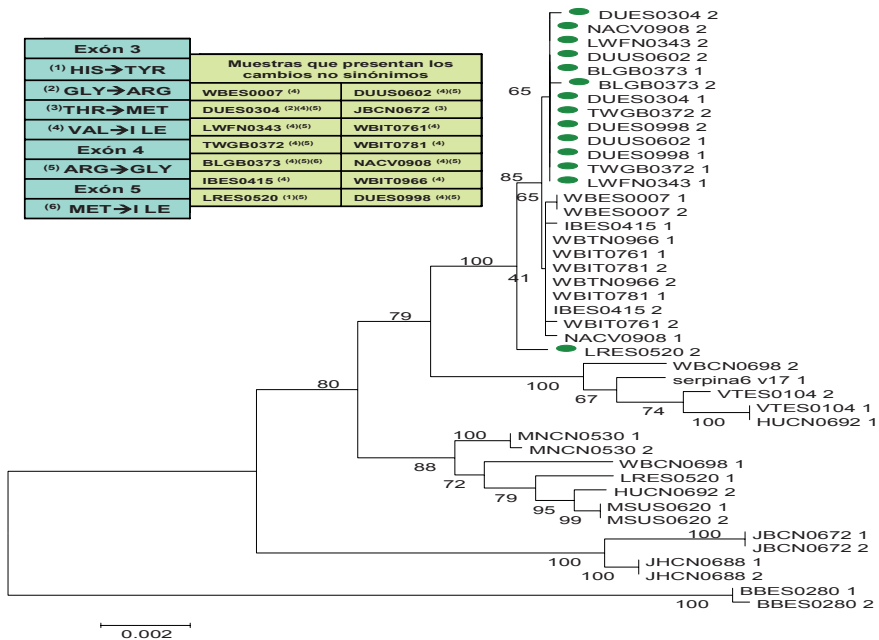 Exón 3
(1) HIS→TYR
(2) GLY→ARG
(3)THR→MET
(4) VAL→ILE
Exón 4
(5) ARG→GLY
Exón 5
(6) MET→ILE
Muestras que presentan los
cambios no sinónimos
WBES0007 (4) DUUS0602 (4)(5)
DUES0304 (2)(4)(5) JBCN0672 (3)
LWFN0343 (4)(5) WBIT0761(4)
TWGB0372 (4)(5) WBIT0781 (4)
BLGB0373 (4)(5)(6) NACV0908 (4)(5)
IBES0415 (4) WBIT0966 (4)
LRES0520 (1)(5) DUES0998 (4)(5)
DUES0304 2
NACV0908 2
LWFN0343 2
DUUS0602 2
BLGB0373 1
BLGB0373 2
DUES0304 1
TWGB0372 2
DUES0998 2
DUUS0602 1
DUES0998 1
TWGB0372 1
LWFN0343 1
WBES0007 1
WBES0007 2
IBES0415 1
WBTN0966 1
WBIT0761 1
WBIT0781 2
WBTN0966 2
WBIT0781 1
IBES0415 2
WBIT0761 2
NACV0908 1
LRES0520 2
WBCN0698 2
serpina6 v17 1
VTES0104 2
VTES0104 1
HUCN0692 1
MNCN0530 1
MNCN0530 2
WBCN0698 1
LRES0520 1
HUCN0692 2
MSUS0620 1
MSUS0620 2
JBCN0672 1
JBCN0672 2
JHCN0688 1
JHCN0688 2
BBES0280 1
BBES0280 2
65
85
65
41
100
79
100
67
74
100
80
100
88
72
79
95
99
100
100
100
100
0.002